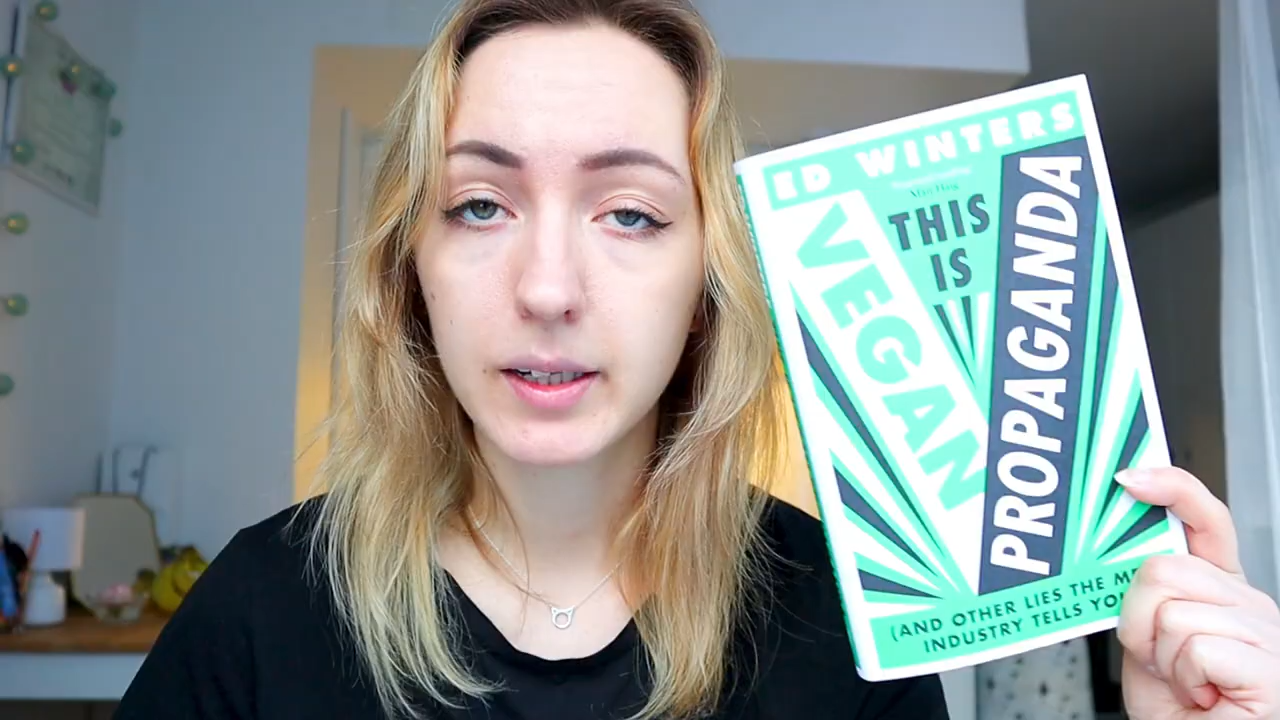 ED WINTERS
THIS
IS
VEGAN
PROPAGANDA
(AND OTHER LIES THE ME
INDUSTRY TELLS YO